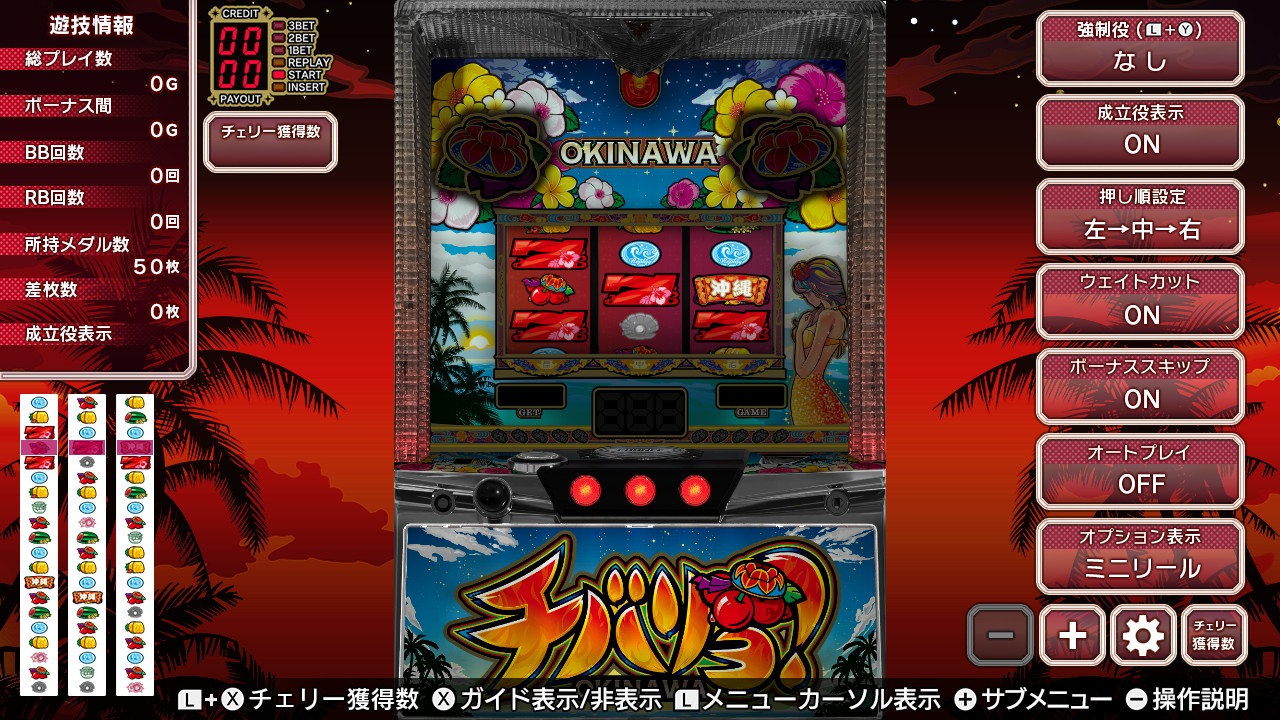 遊技情報
総プレイ数
0G
ボーナス間
0G
BB回数
0回
RB回数
0回
所持メダル数
50枚
差枚数
0枚
成立役表示
CREDIT
00
00
PAYOUT
3BET
2BET
1BET
REPLAY
START
INSERT
チェリー獲得数
OKINAWA
沖縄
GET
GAME
チバリヨ!
強制役 (L+Y)
なし
成立役表示
ON
押し順設定
左→中→右
ウェイトカット
ON
ボーナススキップ
ON
オートプレイ
OFF
オプション表示
ミニリール
チェリー
獲得数
L+Xチェリー獲得数 Xガイド表示/非表示 Lメニューカーソル表示 +サブメニュー -操作説明